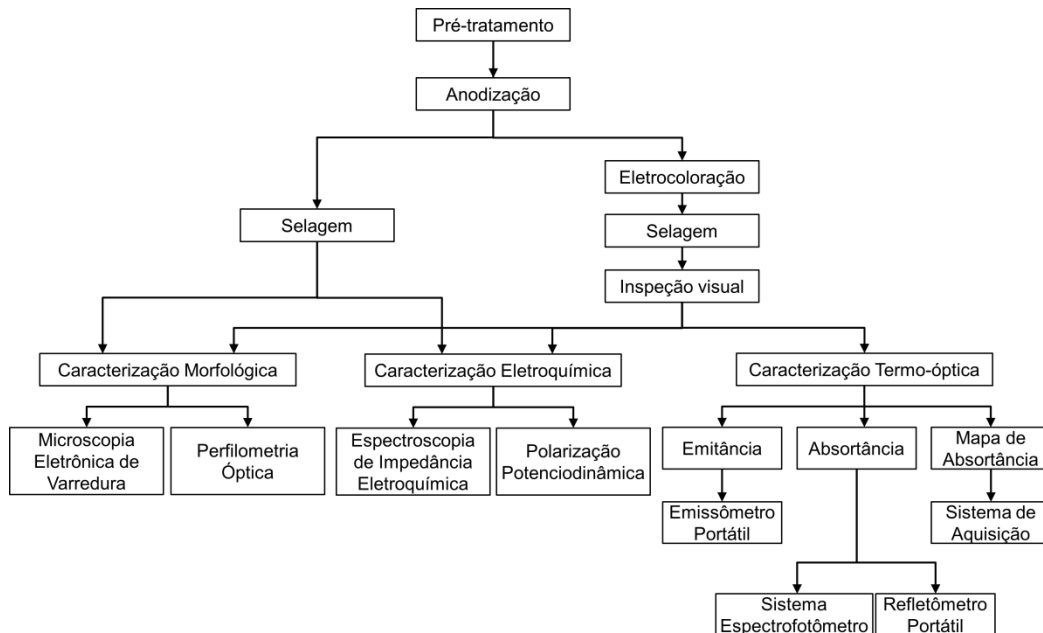 Pré-tratamento
Anodização
Eletrocoloração
Selagem
Selagem
Inspeção visual
Caracterização Morfológica
Caracterização Eletroquímica
Caracterização Termo-óptica
Microscopia
Eletrônica de
Varredura
Perfilometria
Óptica
Espectroscopia
de Impedância
Eletroquímica
Polarização
Potenciodinâmica
Emitância
Absortância
Mapa de
Absortância
Emissômetro
Portátil
Sistema de
Aquisição
Sistema
Espectrofotômetro
Refletômetro
Portátil